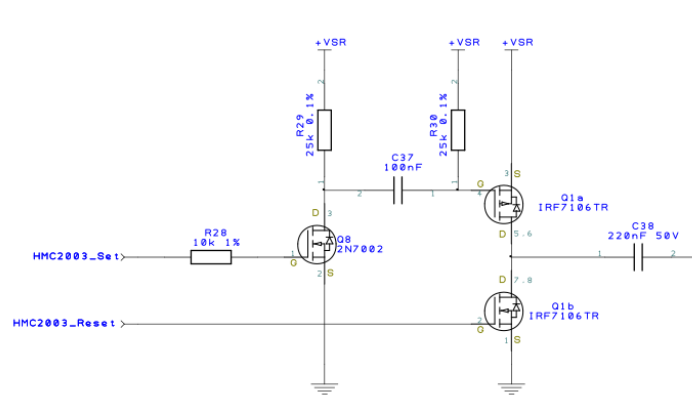 +VSR
+VSR
+VSR
2
2
R29
25k 0.1%
R30
25k 0.1%
C37
100nF
1
2
1
1
3
S
G
4
Q1a
IRF7106TR
D
3
R28
10k 1%
Q8
2N7002
D
5.6
C38
220nF 50V
HMC2003_Set
1
G
2
S
1
2
D
7.8
Q1b
IRF7106TR
HMC2003_Reset
2
G
1
S